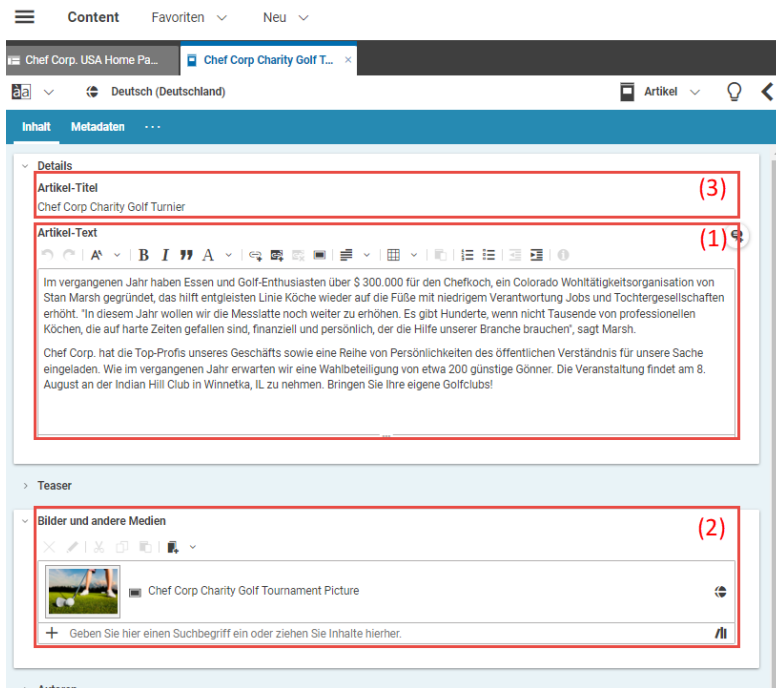 Content Favoriten Neu
Chef Corp. USA Home Pa... Chef Corp Charity Golf T... ×
àa Deutsch (Deutschland) Artikel
Inhalt Metadaten ...
Details
Artikel-Titel (3)
Chef Corp Charity Golf Turnier
Artikel-Text (1)
A B I A
Im vergangenen Jahr haben Essen und Golf-Enthusiasten über $ 300.000 für den Chefkoch, ein Colorado Wohltätigkeitsorganisation von
Stan Marsh gegründet, das hilft entgleisten Linie Köche wieder auf die Füße mit niedrigem Verantwortung Jobs und Tochtergesellschaften
erhöht. "In diesem Jahr wollen wir die Messlatte noch weiter zu erhöhen. Es gibt Hunderte, wenn nicht Tausende von professionellen
Köchen, die auf harte Zeiten gefallen sind, finanziell und persönlich, der die Hilfe unserer Branche brauchen", sagt Marsh.
Chef Corp. hat die Top-Profis unseres Geschäfts sowie eine Reihe von Persönlichkeiten des öffentlichen Verständnis für unsere Sache
eingeladen. Wie im vergangenen Jahr erwarten wir eine Wahlbeteiligung von etwa 200 günstige Gönner. Die Veranstaltung findet am 8.
August an der Indian Hill Club in Winnetka, IL zu nehmen. Bringen Sie Ihre eigene Golfclubs!
Teaser
Bilder und andere Medien (2)
Chef Corp Charity Golf Tournament Picture
Geben Sie hier einen Suchbegriff ein oder ziehen Sie Inhalte hierher.